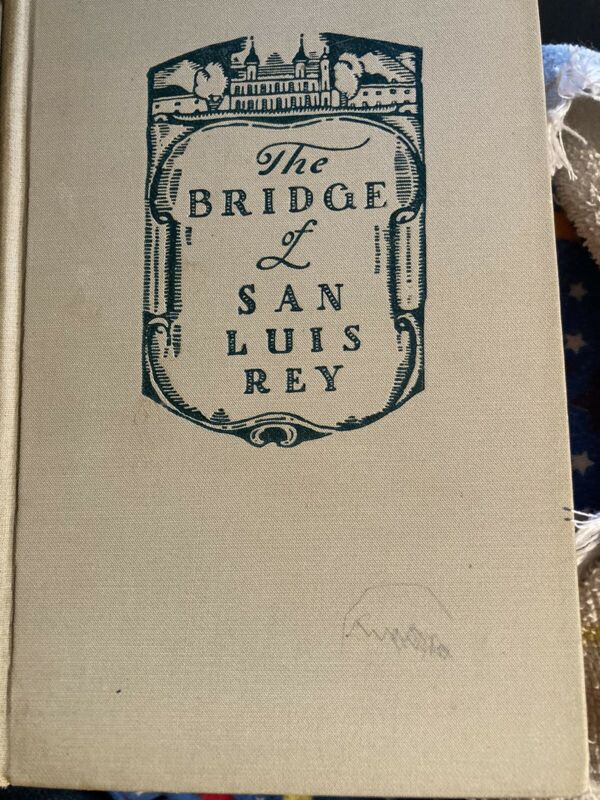 The
BRIDGE
of
SAN
LUIS
REY